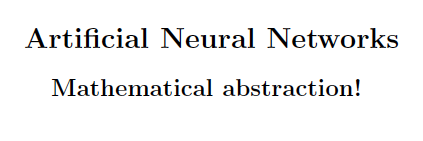 Artificial Neural Networks
Mathematical abstraction!